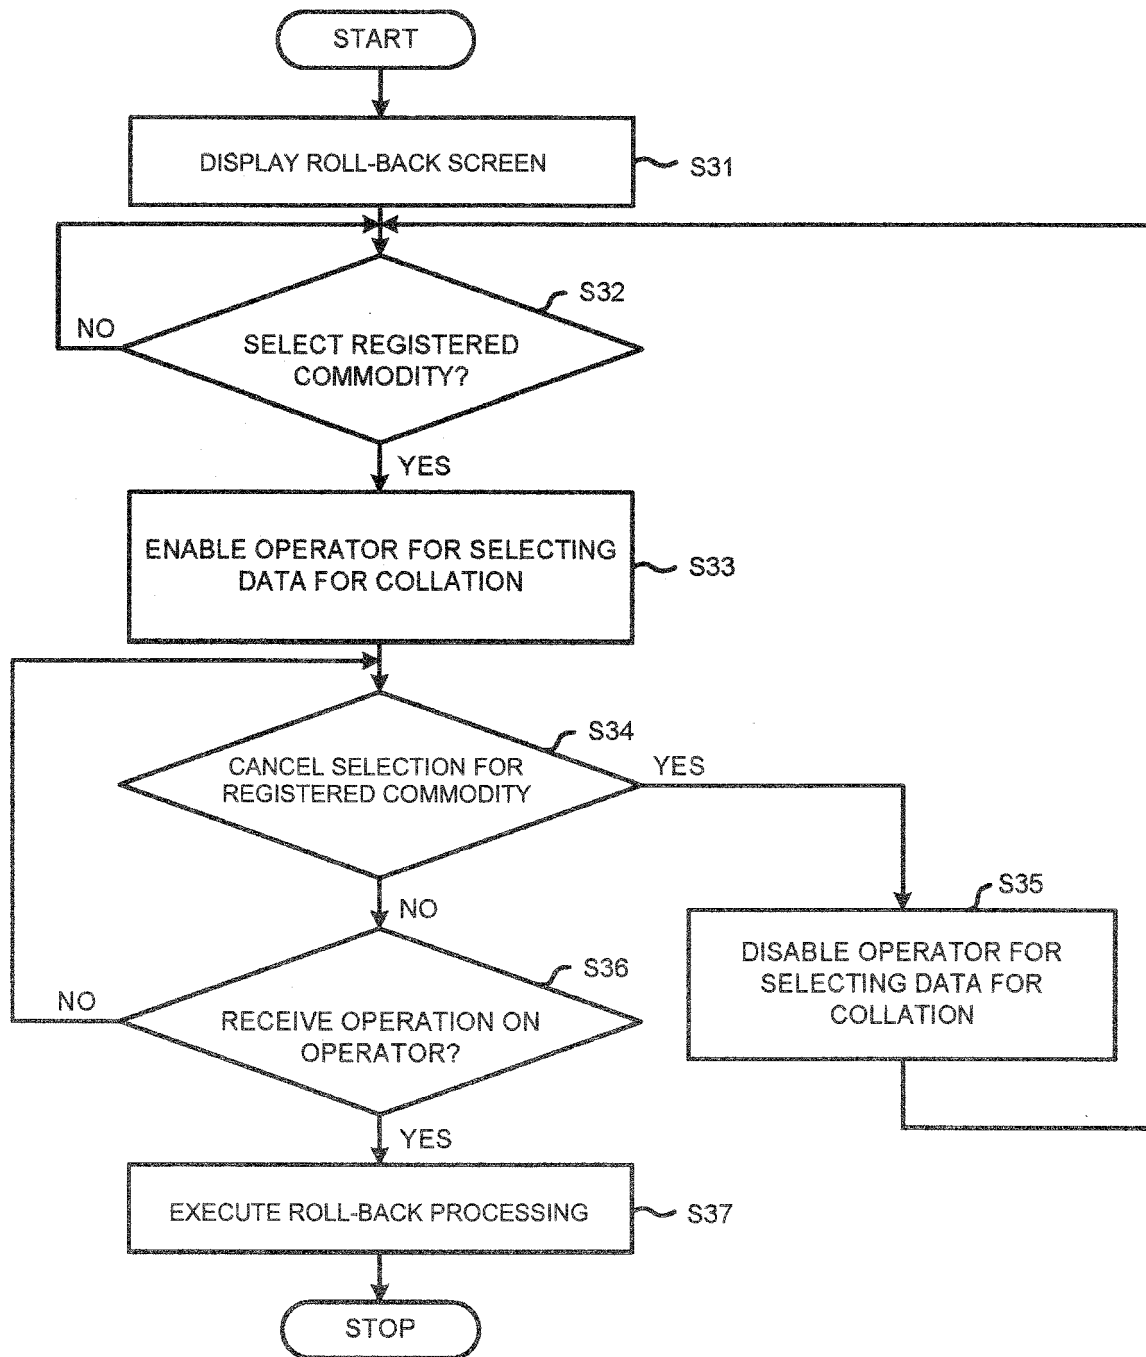 START
DISPLAY ROLL-BACK SCREEN
S31
S32
NO
SELECT REGISTERED
COMMODITY?
YES
ENABLE OPERATOR FOR SELECTING
DATA FOR COLLATION
S33
S34
CANCEL SELECTION FOR
REGISTERED COMMODITY
YES
NO
S35
DISABLE OPERATOR FOR
SELECTING DATA FOR
COLLATION
S36
NO
RECEIVE OPERATION ON
OPERATOR?
YES
EXECUTE ROLL-BACK PROCESSING
S37
STOP